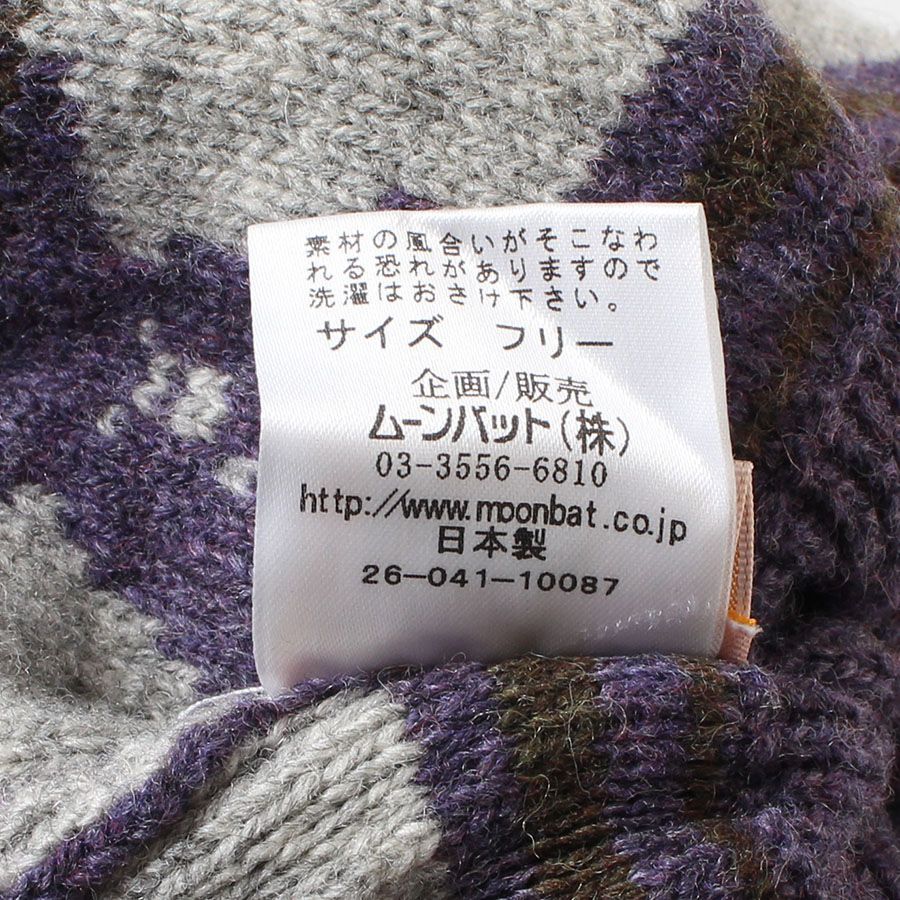 素材の風合いがそこなわ
れる恐れがありますので
洗濯はおさけ下さい。
サイズ　フリー
企画/販売
ムーンバット(株)
03-3556-6810
http://www.moonbat.co.jp
日本製
26-041-10087